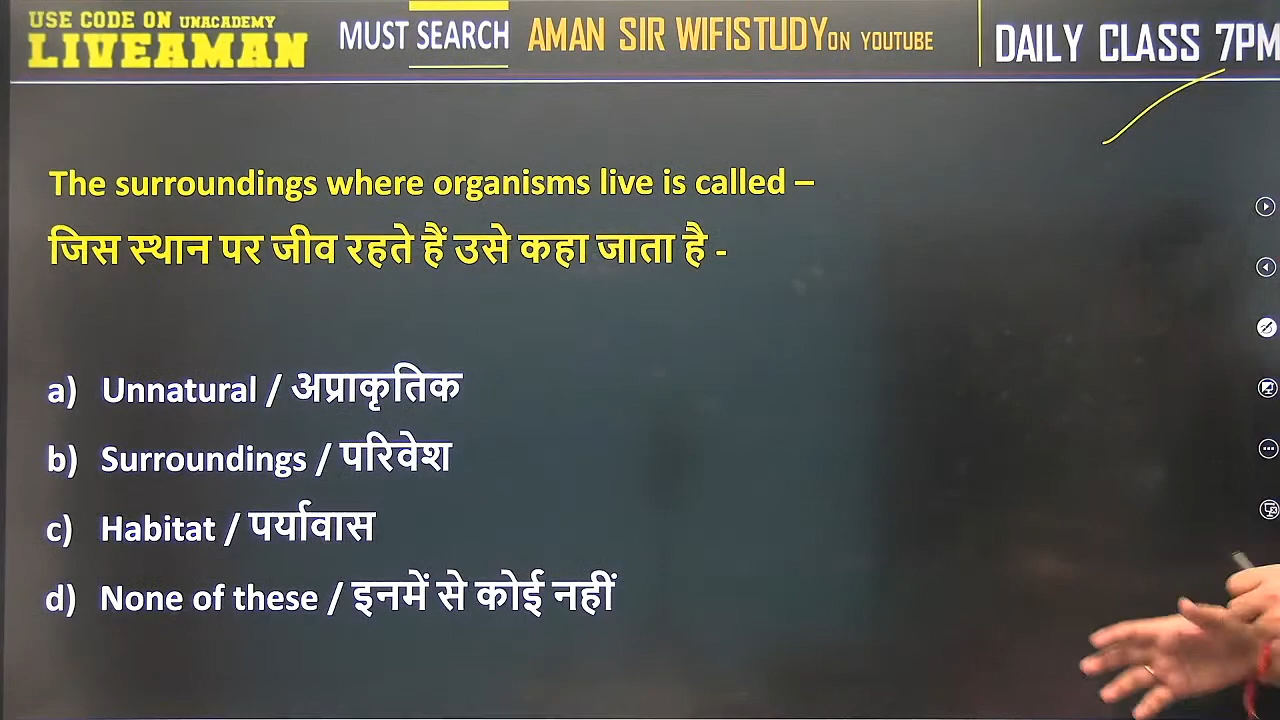 USE CODE ON UNACADEMY
LIVEAMAN
MUST SEARCH AMAN SIR WIFISTUDY ON YOUTUBE
DAILY CLASS 7PM
The surroundings where organisms live is called –
जिस स्थान पर जीव रहते हैं उसे कहा जाता है -
a) Unnatural / अप्राकृतिक
b) Surroundings / परिवेश
c) Habitat / पर्यावास
d) None of these / इनमें से कोई नहीं